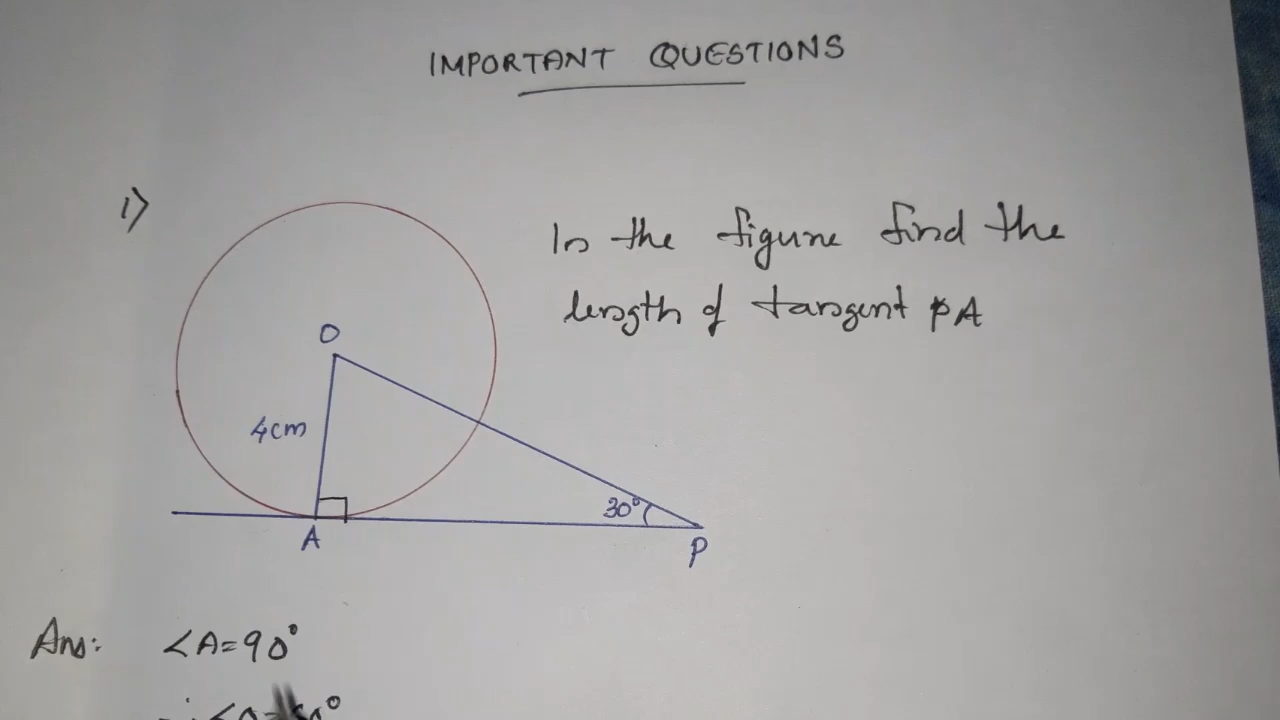 IMPORTANT QUESTIONS
1)
In the figure find the
length of tangent PA
O
4cm
30°
A
P
Ans: <A=90°